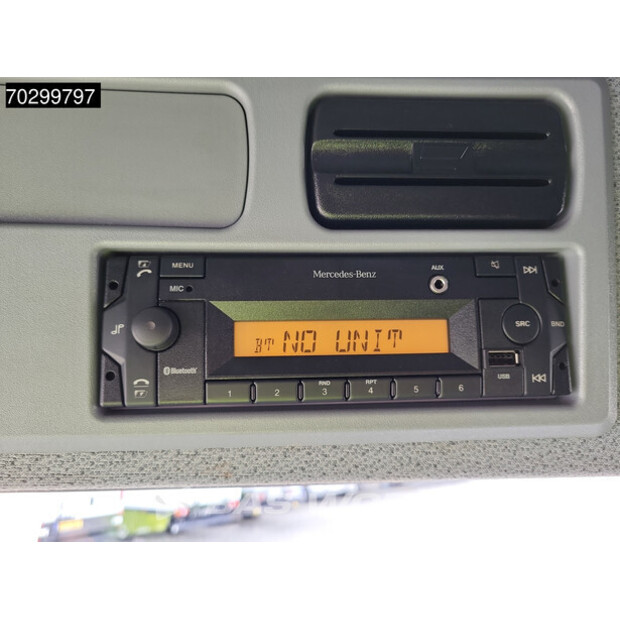 70299797
MENU
Mercedes-Benz
AUX
MIC
BT NO UNIT
SRC
BND
Bluetooth
USB
RND
RPT
1 2 3 4 5 6